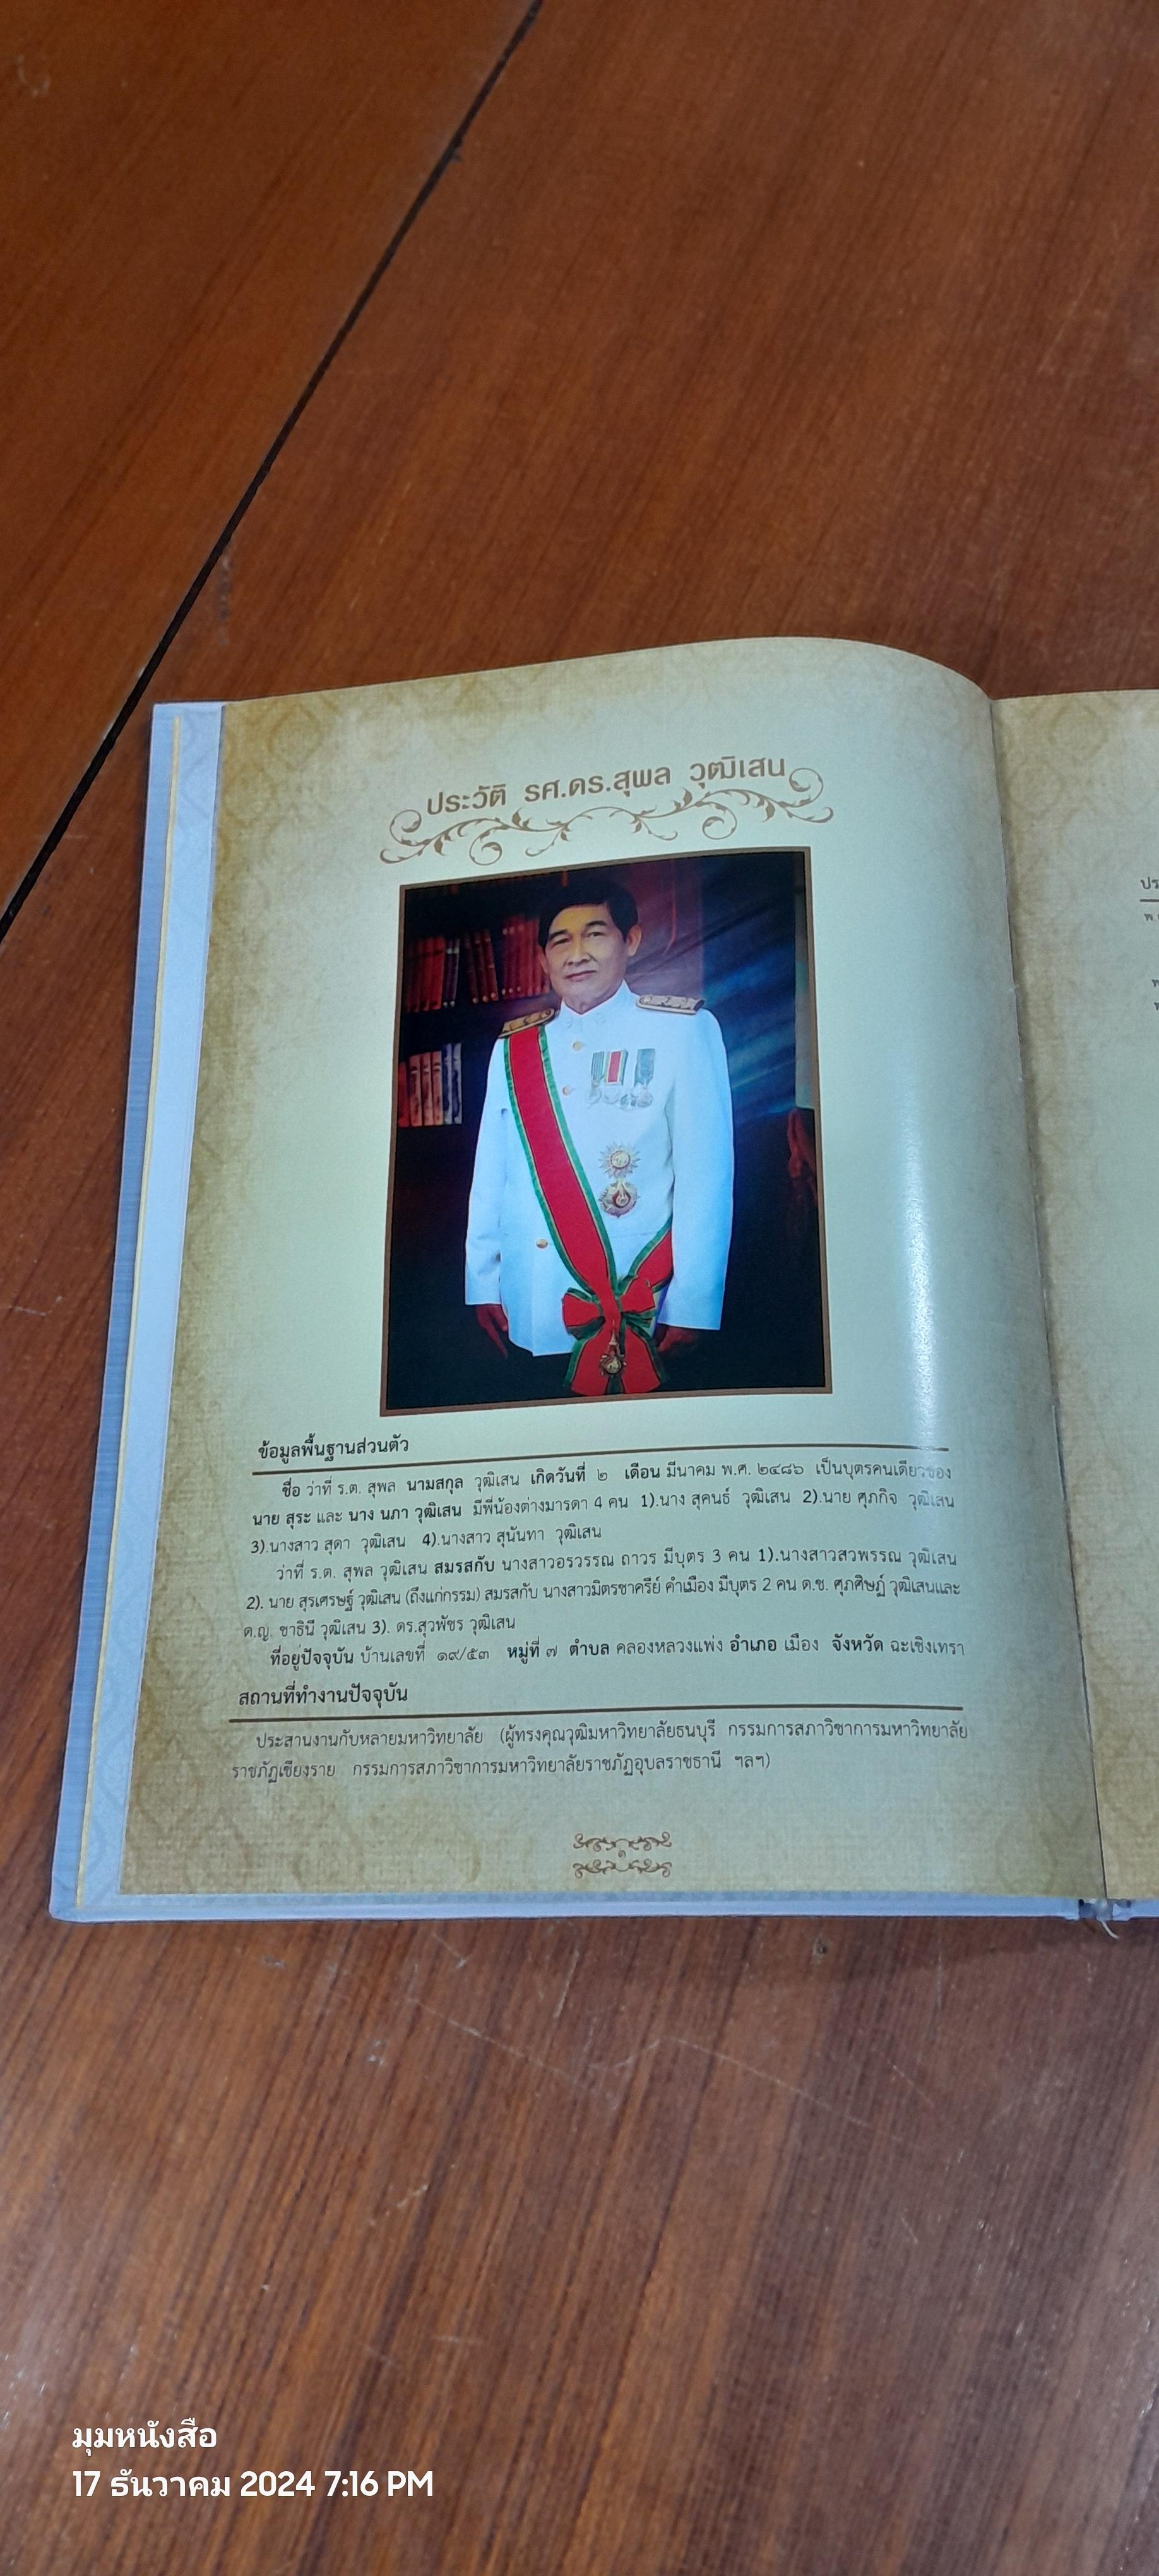 ประวัติ รศ.ดร.สุพล วุฒิเสน
ข้อมูลพื้นฐานส่วนตัว
ชื่อ ว่าที่ ร.ต. สุพล นามสกุล วุฒิเสน เกิดวันที่ ๒ เดือน มีนาคม พ.ศ. ๒๔๘๖ เป็นบุตรคนเดียวของ
นาย สุระ และ นาง นภา วุฒิเสน มีพี่น้องต่างมารดา 4 คน 1).นาง สุคนธ์ วุฒิเสน 2).นาย ศุภกิจ วุฒิเสน
3).นางสาว สุดา วุฒิเสน 4).นางสาว สุนันทา วุฒิเสน
ว่าที่ ร.ต. สุพล วุฒิเสน สมรสกับ นางสาวอรวรรณ ถาวร มีบุตร 3 คน 1).นางสาวสวพรรณ วุฒิเสน
2). นาย สุรเศรษฐ์ วุฒิเสน (ถึงแก่กรรม) สมรสกับ นางสาวมิตรชาครีย์ คำเมือง มีบุตร 2 คน ด.ช. ศุภศิษฏ์ วุฒิเสนและ
ด.ญ. ชาธินี วุฒิเสน 3). ดร.สุวพัชร วุฒิเสน
ที่อยู่ปัจจุบัน บ้านเลขที่ ๑๙/๕๓ หมู่ที่ ๗ ตำบล คลองหลวงแพ่ง อำเภอ เมือง จังหวัด ฉะเชิงเทรา
สถานที่ทำงานปัจจุบัน
ประสานงานกับหลายมหาวิทยาลัย (ผู้ทรงคุณวุฒิมหาวิทยาลัยธนบุรี กรรมการสภาวิชาการมหาวิทยาลัย
ราชภัฏเชียงราย กรรมการสภาวิชาการมหาวิทยาลัยราชภัฏอุบลราชธานี ฯลฯ)
มุมหนังสือ
17 ธันวาคม 2024 7:16 PM